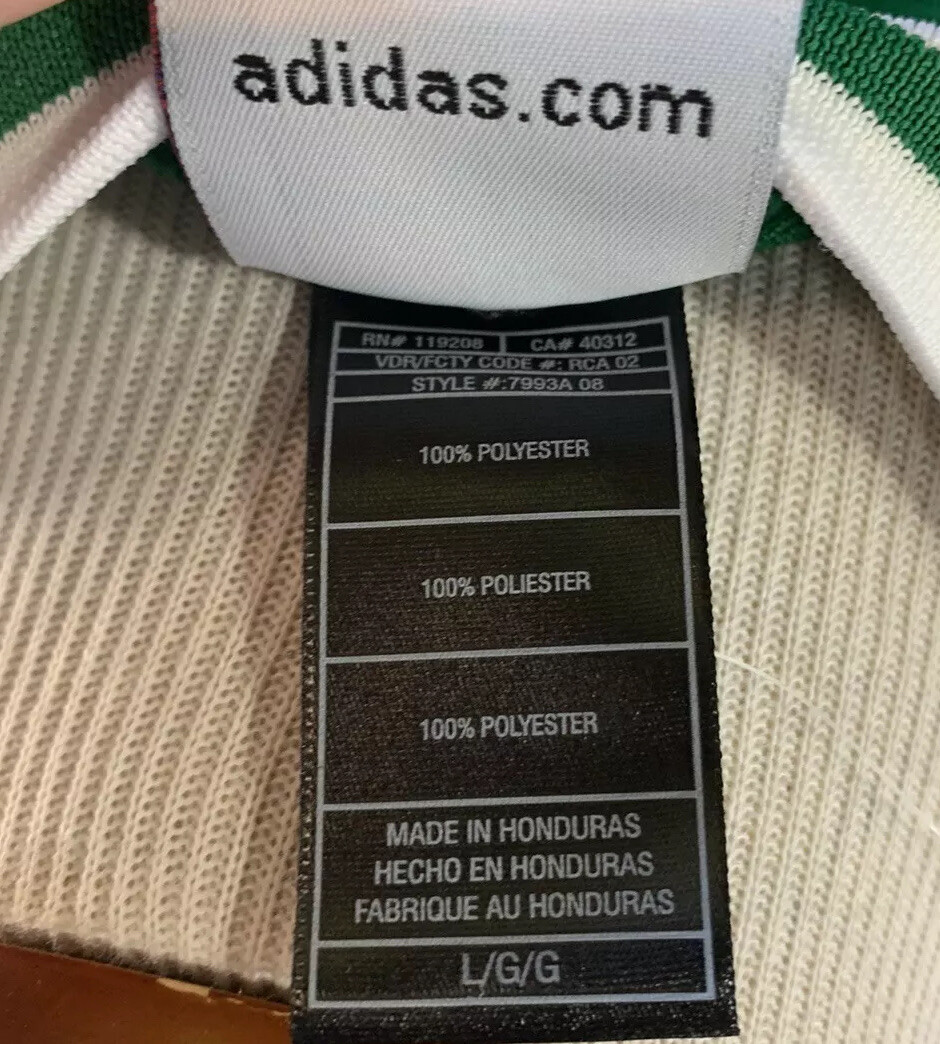 adidas.com
RN# 119208 CA# 40312
VDR/FCTY CODE #: RCA 02
STYLE #:7993A 08
100% POLYESTER
100% POLIESTER
100% POLYESTER
MADE IN HONDURAS
HECHO EN HONDURAS
FABRIQUE AU HONDURAS
L/G/G